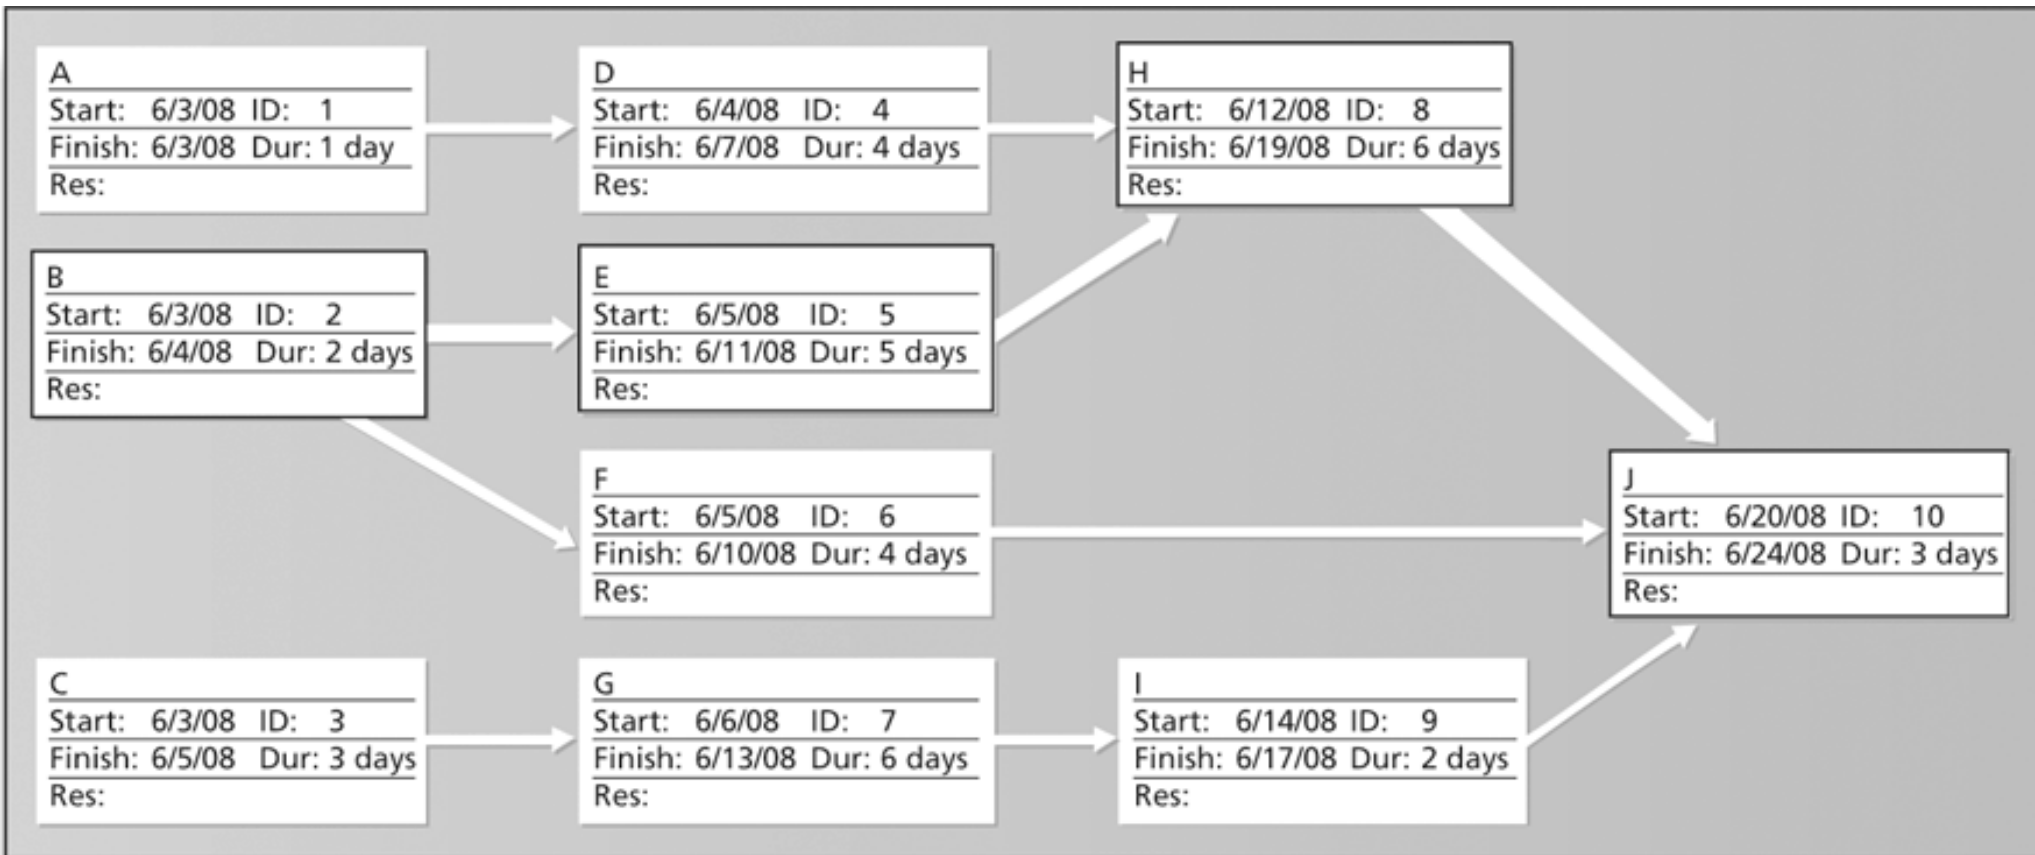 A
Start: 6/3/08 ID: 1
Finish: 6/3/08 Dur: 1 day
Res:
D
Start: 6/4/08 ID: 4
Finish: 6/7/08 Dur: 4 days
Res:
H
Start: 6/12/08 ID: 8
Finish: 6/19/08 Dur: 6 days
Res:
B
Start: 6/3/08 ID: 2
Finish: 6/4/08 Dur: 2 days
Res:
E
Start: 6/5/08 ID: 5
Finish: 6/11/08 Dur: 5 days
Res:
F
Start: 6/5/08 ID: 6
Finish: 6/10/08 Dur: 4 days
Res:
J
Start: 6/20/08 ID: 10
Finish: 6/24/08 Dur: 3 days
Res:
C
Start: 6/3/08 ID: 3
Finish: 6/5/08 Dur: 3 days
Res:
G
Start: 6/6/08 ID: 7
Finish: 6/13/08 Dur: 6 days
Res:
I
Start: 6/14/08 ID: 9
Finish: 6/17/08 Dur: 2 days
Res: